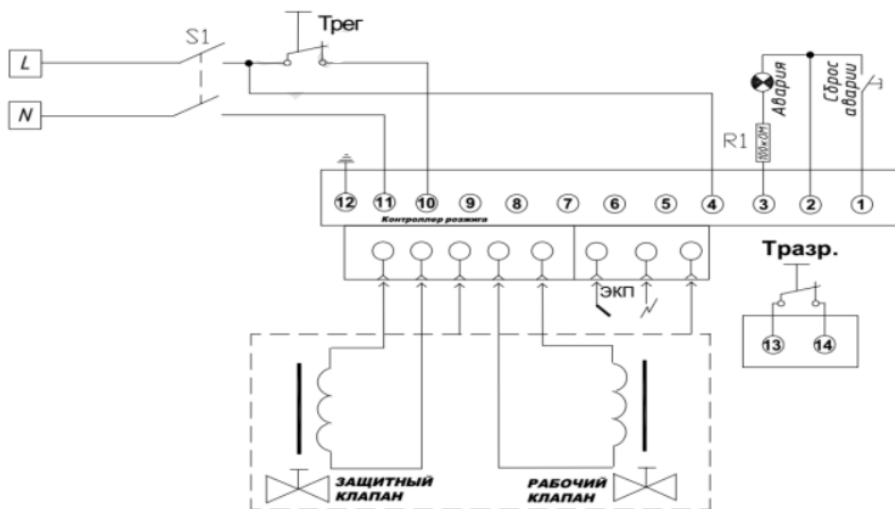 Трег
S1
L
N
Авария
Сброс
аварии
R1
100кОМ
12 11 10 9 8 7 6 5 4 3 2 1
Контроллер розжига
Тразр.
ЭКП
13 14
ЗАЩИТНЫЙ
КЛАПАН
РАБОЧИЙ
КЛАПАН